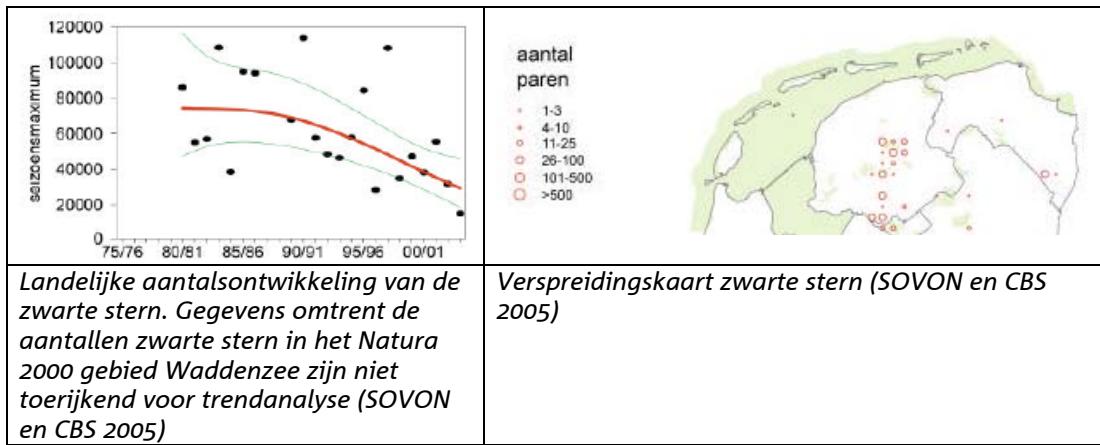 120000
100000
80000
60000
40000
20000
0
seizoensmaximum
75/76 80/81 85/86 90/91 95/96 00/01
aantal
paren
1-3
4-10
11-25
26-100
101-500
>500
Landelijke aantalsontwikkeling van de
zwarte stern. Gegevens omtrent de
aantallen zwarte stern in het Natura
2000 gebied Waddenzee zijn niet
toerijkend voor trendanalyse (SOVON
en CBS 2005)
Verspreidingskaart zwarte stern (SOVON en CBS
2005)